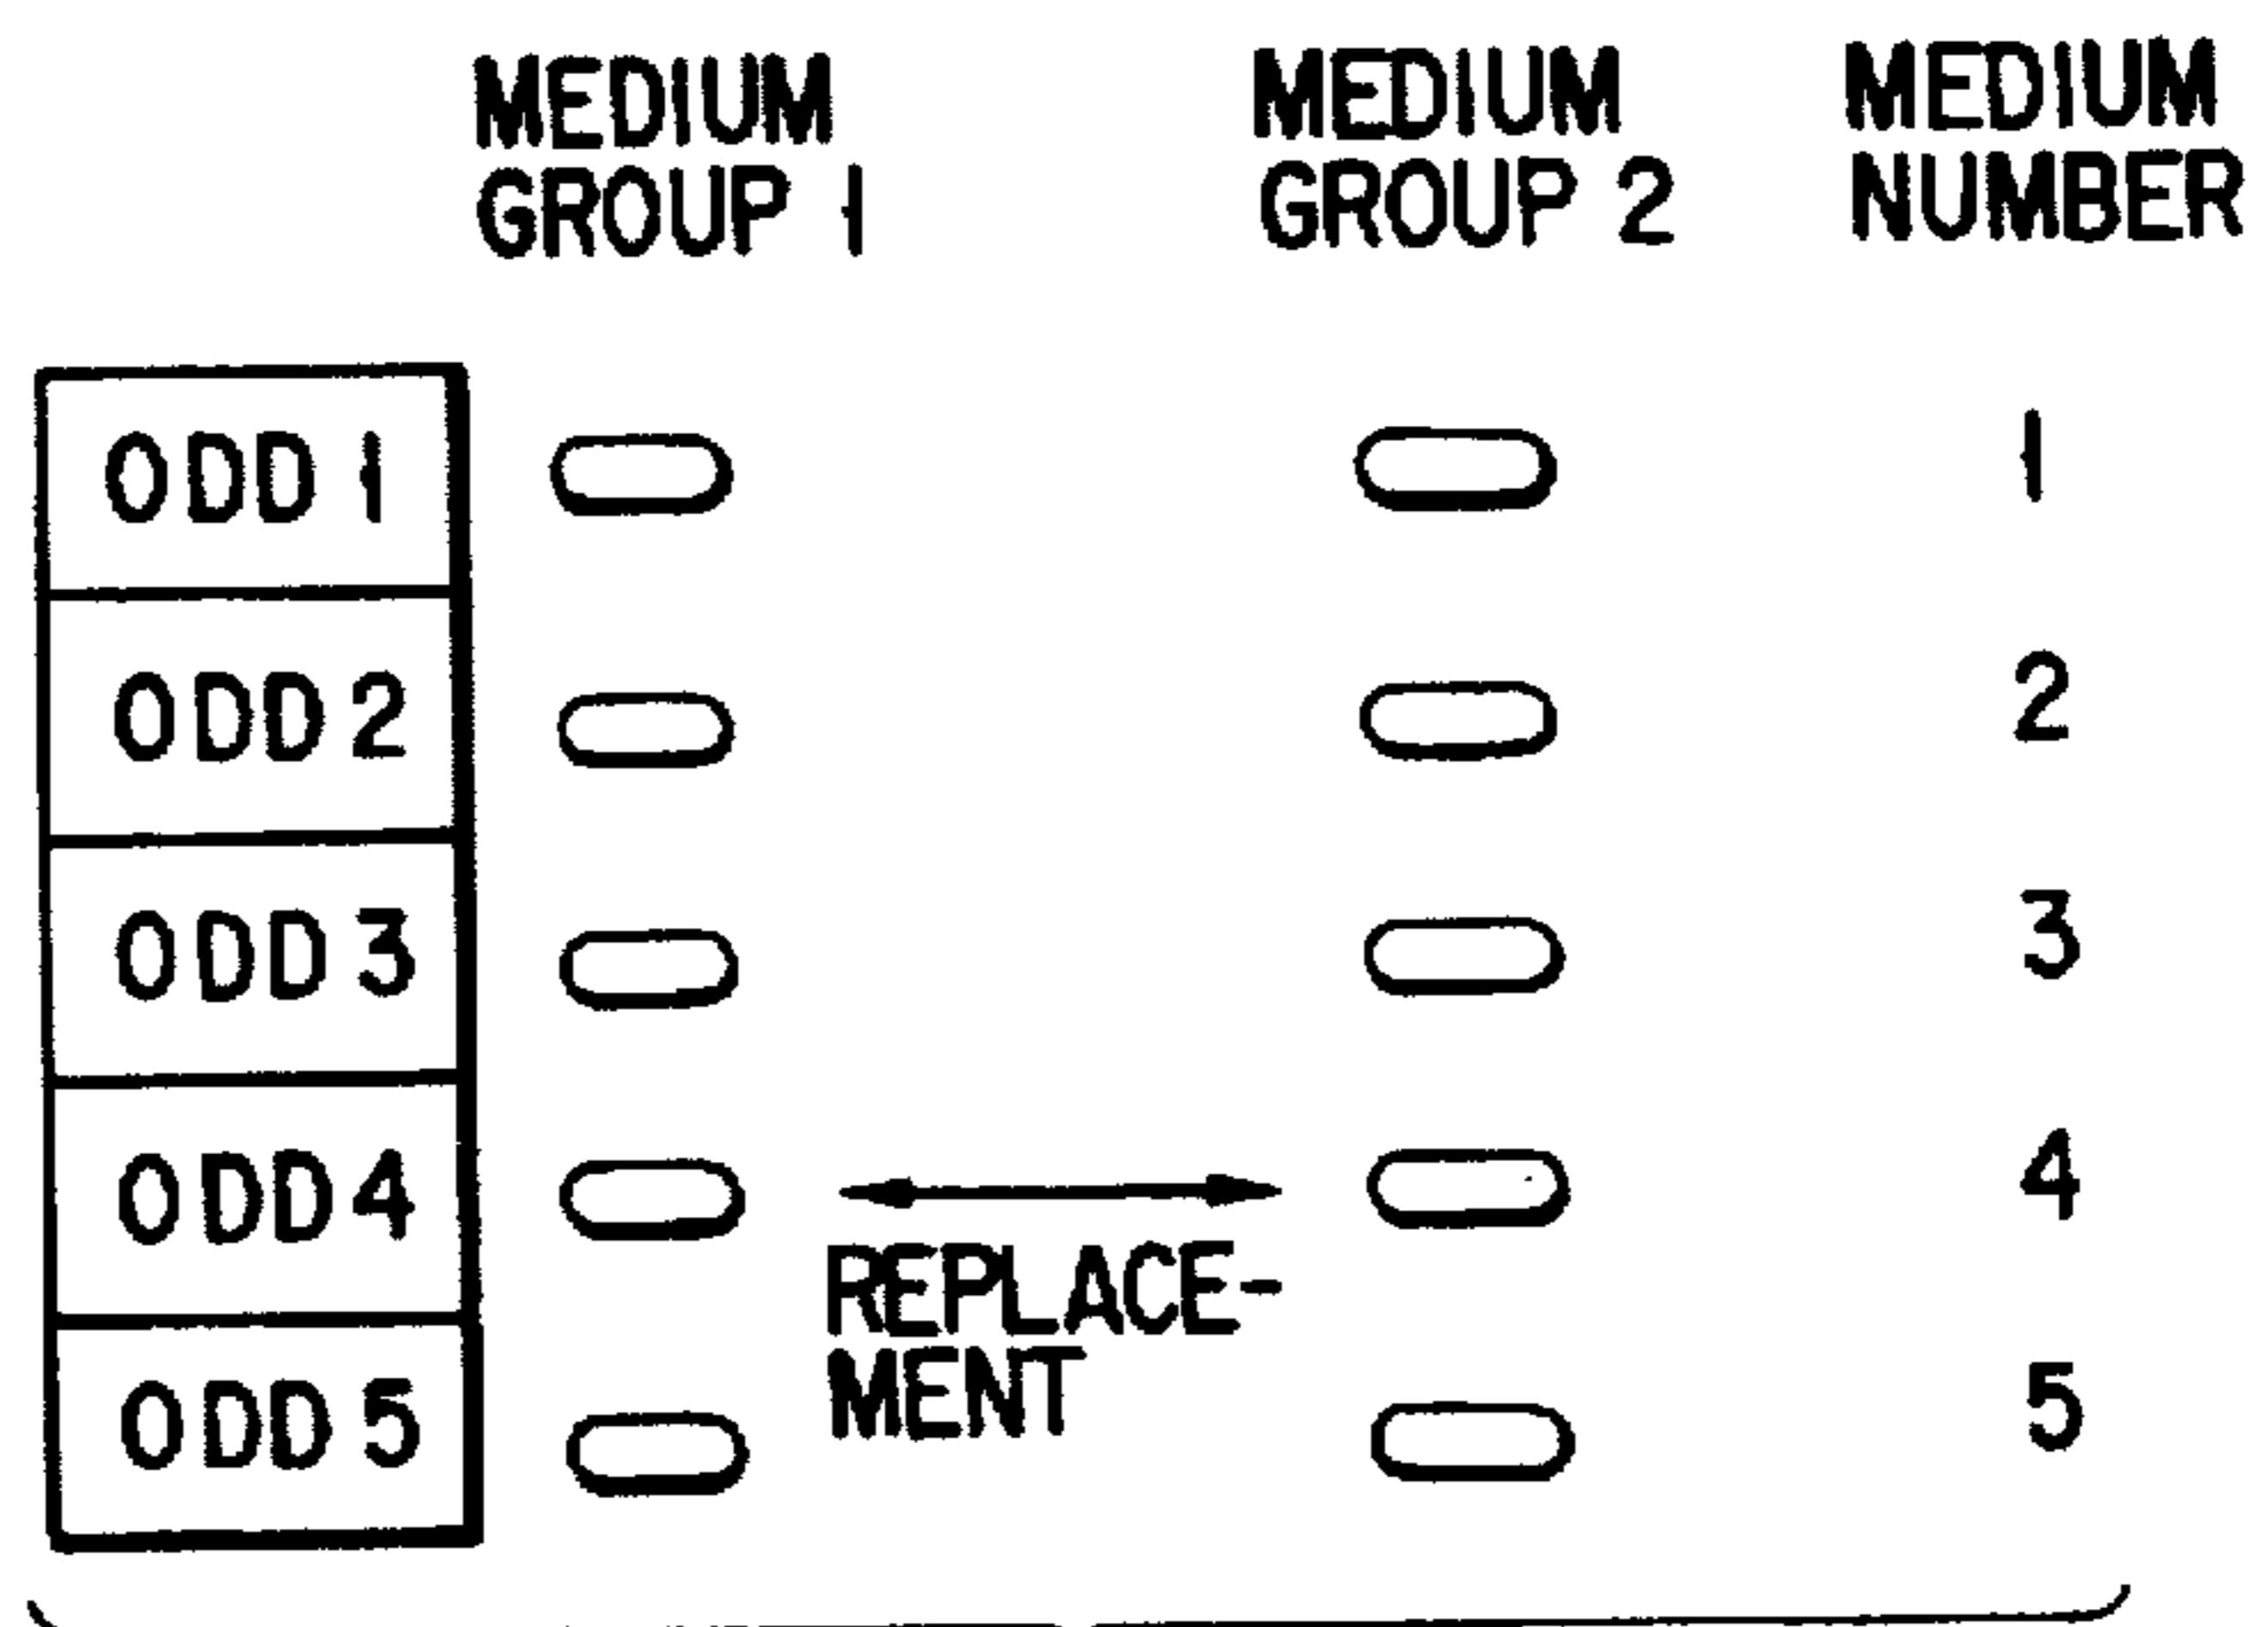 MEDIUM GROUP 1
MEDIUM GROUP 2
MEDIUM NUMBER
ODD 1
1
ODD 2
2
ODD 3
3
ODD 4
4
REPLACE-
MENT
ODD 5
5